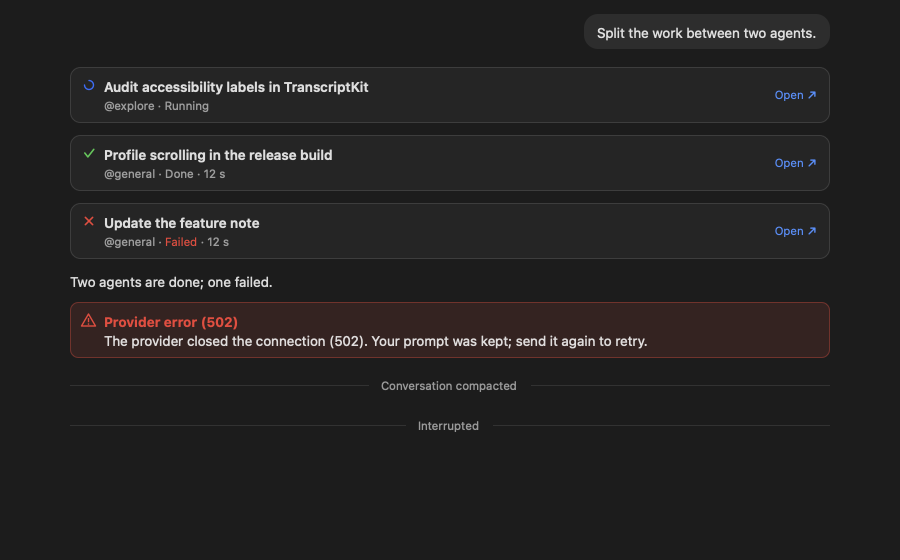 Split the work between two agents.
Audit accessibility labels in TranscriptKit
@explore · Running
Open ↗
Profile scrolling in the release build
@general · Done · 12 s
Open ↗
Update the feature note
@general · Failed · 12 s
Open ↗
Two agents are done; one failed.
Provider error (502)
The provider closed the connection (502). Your prompt was kept; send it again to retry.
Conversation compacted
Interrupted